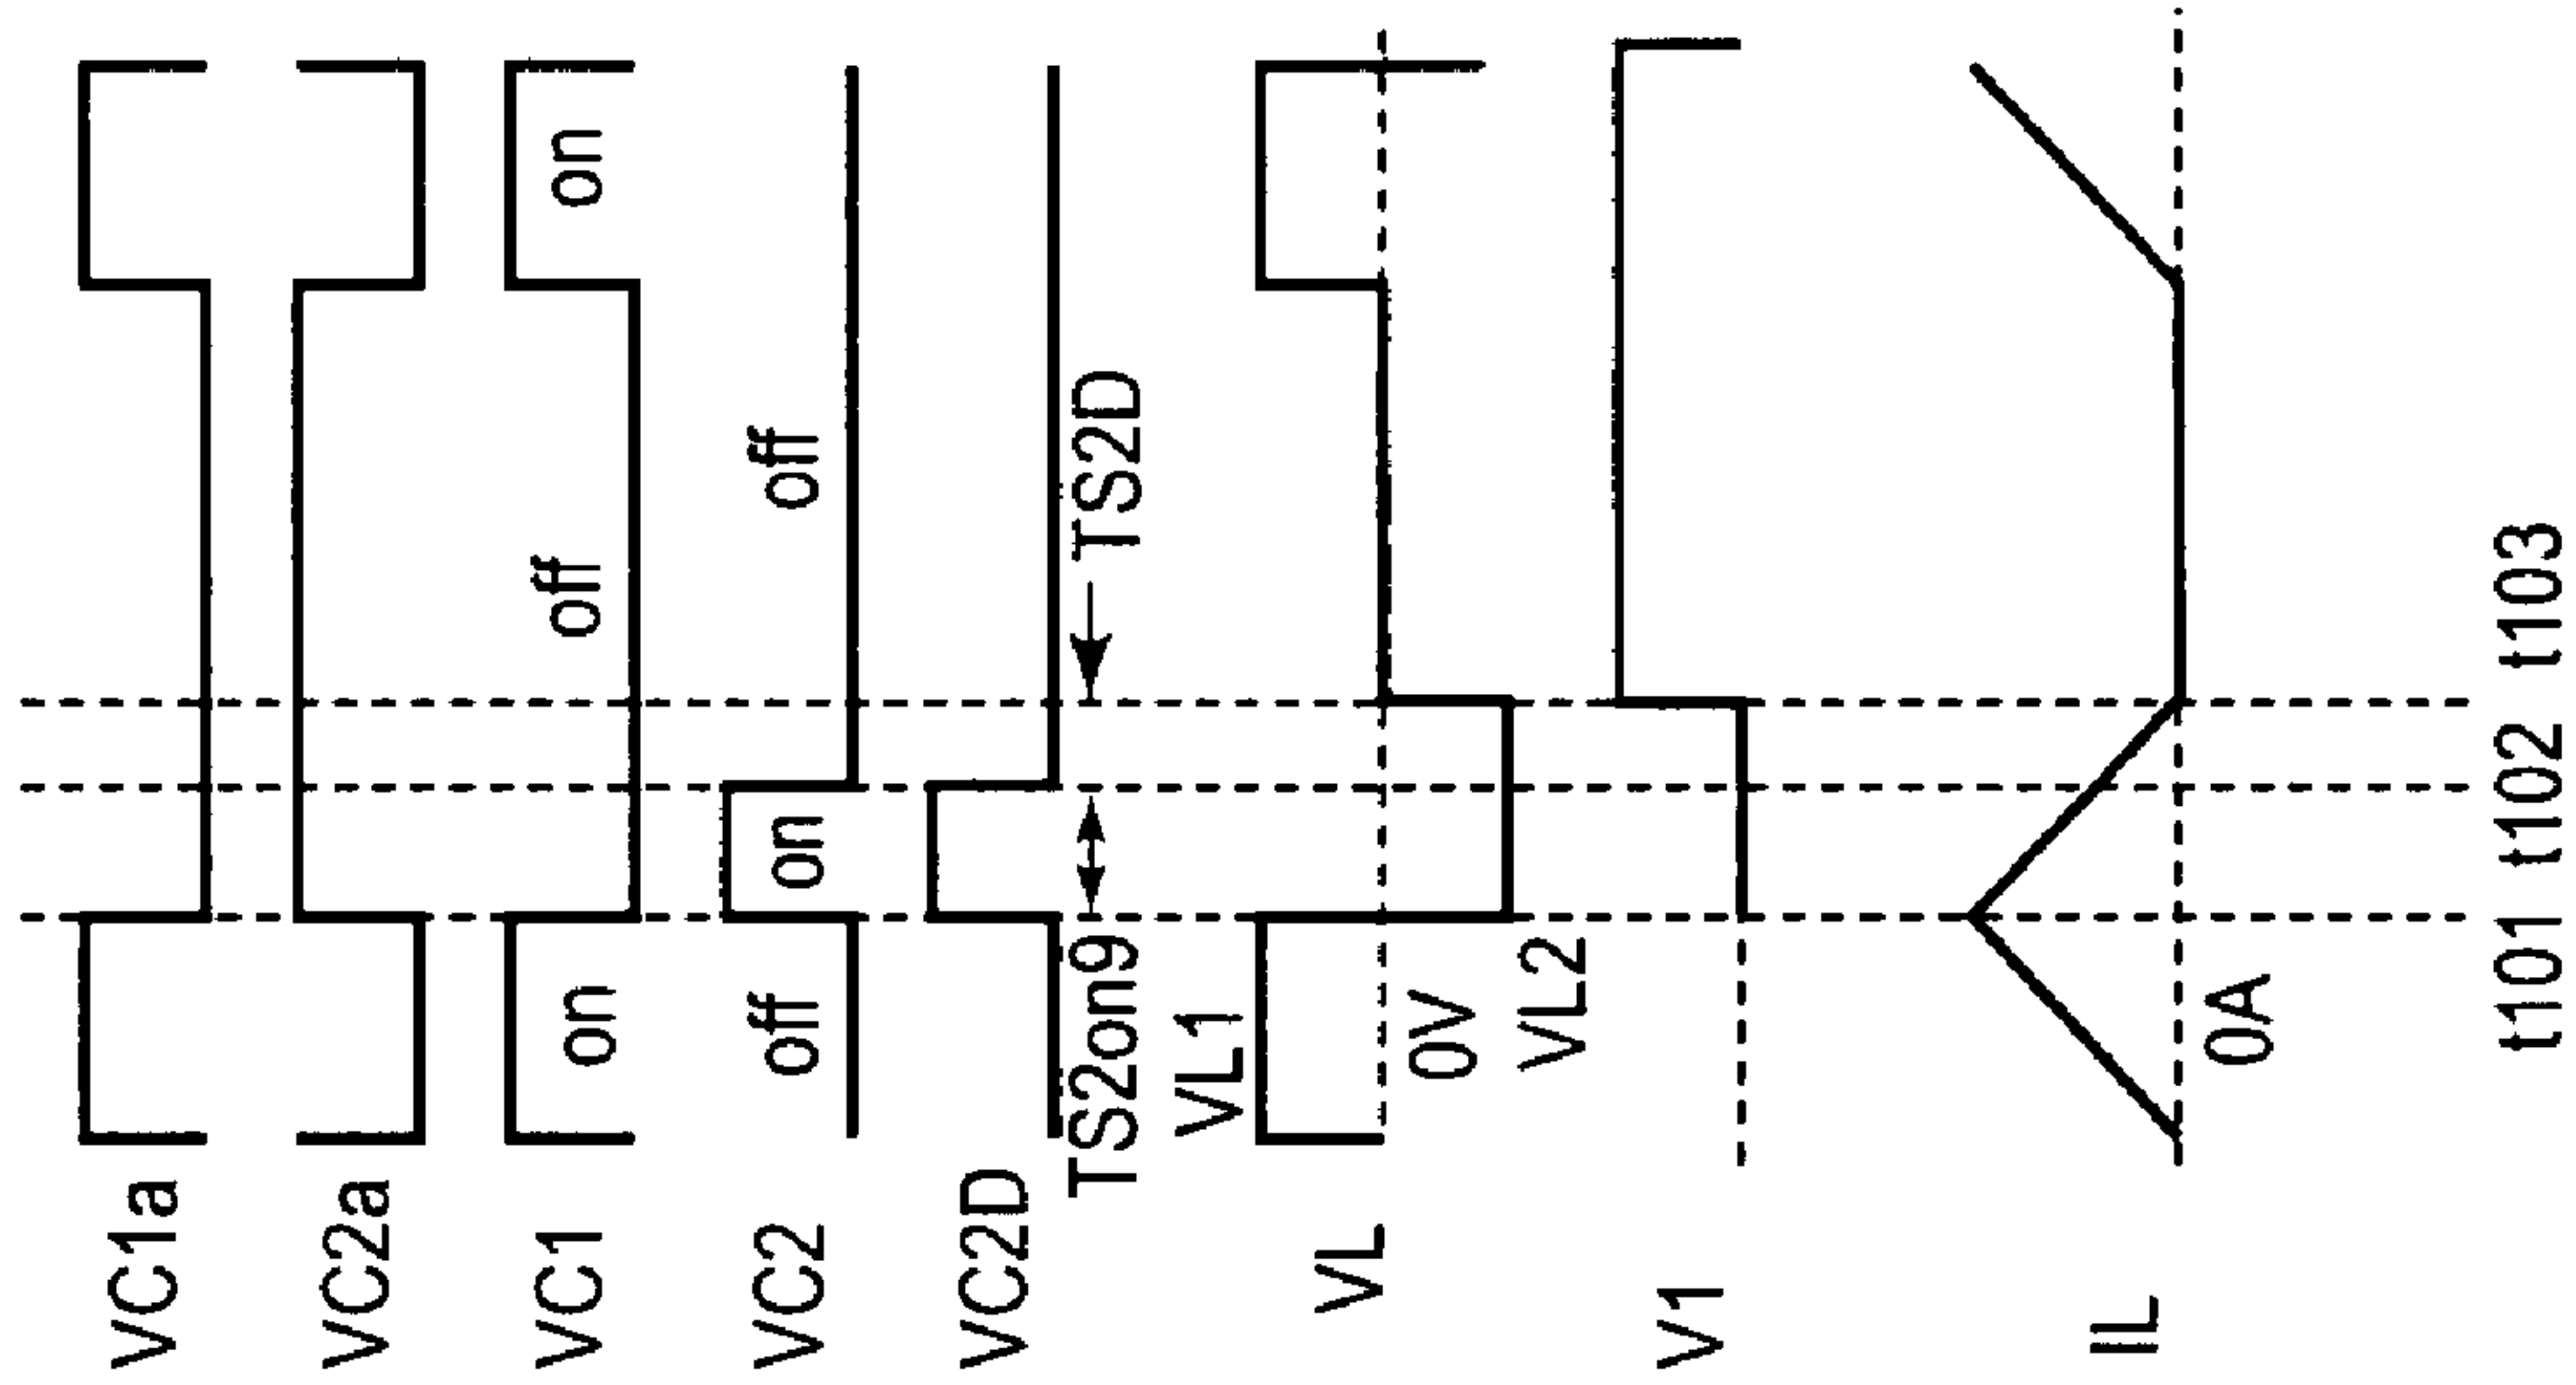 VC1a
VC2a
VC1
on
off
on
VC2
off
on
off
VC2D
TS2on9
TS2D
VL
VL1
0V
VL2
V1
IL
0A
t101 t102 t103